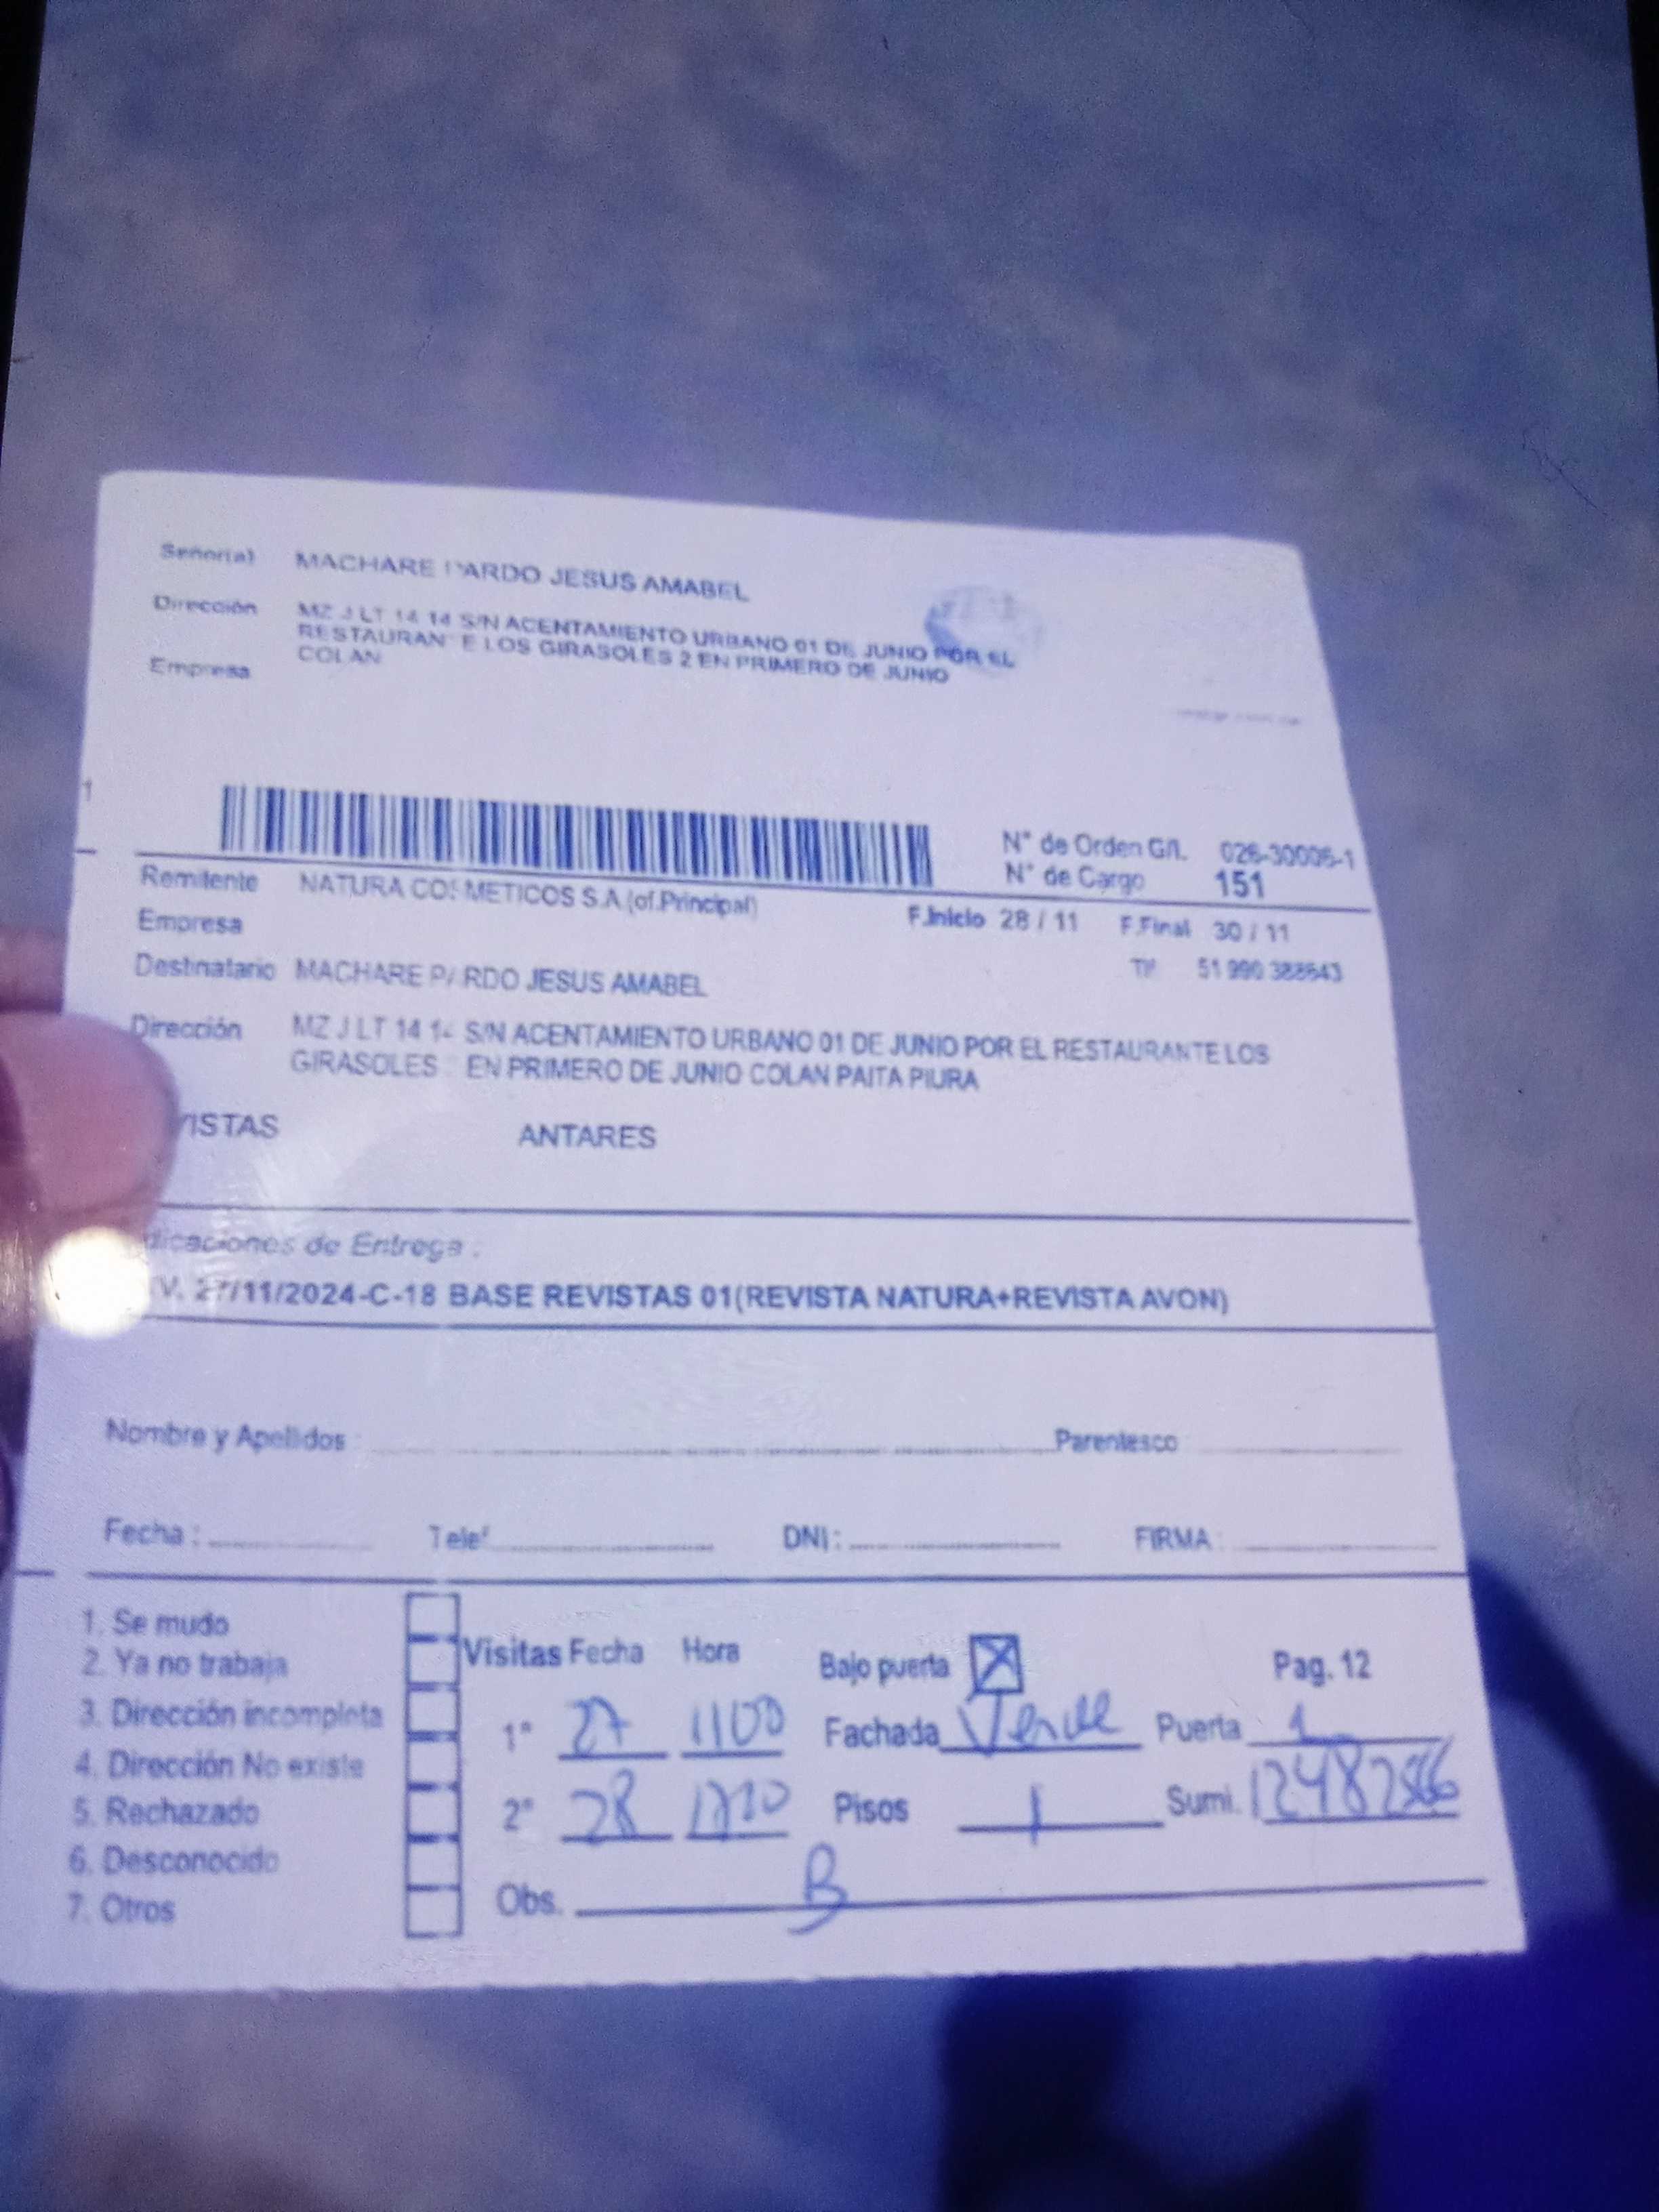 Señor(a) MACHARE PARDO JESUS AMABEL
Dirección MZ J LT 14 14 S/N ACENTAMIENTO URBANO 01 DE JUNIO POR EL
RESTAURAN E LOS GIRASOLES 2 EN PRIMERO DE JUNIO
COLAN
Empresa
1
N° de Orden G/L 026-30006-1
N° de Cargo 151
Remitente NATURA COSMETICOS S.A.(of.Principal)
F.Inicio 28 / 11 F.Final 30 / 11
Empresa
Tlf 51 990 388643
Destinatario MACHARE PARDO JESUS AMABEL
Dirección MZ J LT 14 14 S/N ACENTAMIENTO URBANO 01 DE JUNIO POR EL RESTAURANTE LOS
GIRASOLES EN PRIMERO DE JUNIO COLAN PAITA PIURA
VISTAS ANTARES
dicaciones de Entrega :
V. 27/11/2024-C-18 BASE REVISTAS 01(REVISTA NATURA+REVISTA AVON)
Nombre y Apellidos Parentesco
Fecha : Telef DNI : FIRMA :
1. Se mudo
2. Ya no trabaja
3. Dirección incompleta
4. Dirección No existe
5. Rechazado
6. Desconocido
7. Otros
Visitas Fecha Hora Bajo puerta Pag. 12
1° 27 1100 Fachada Verde Puerta 1
2° 28 1210 Pisos 1 Sumi.
Obs. B